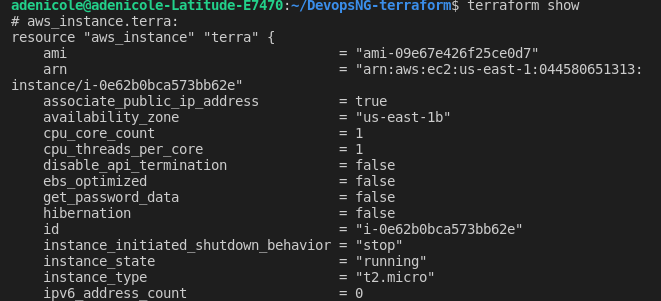 adenicole@adenicole-Latitude-E7470:~/DevopsNG-terraform$ terraform show
# aws_instance.terra:
resource "aws_instance" "terra" {
    ami                                  = "ami-09e67e426f25ce0d7"
    arn                                  = "arn:aws:ec2:us-east-1:044580651313:
instance/i-0e62b0bca573bb62e"
    associate_public_ip_address          = true
    availability_zone                    = "us-east-1b"
    cpu_core_count                       = 1
    cpu_threads_per_core                 = 1
    disable_api_termination              = false
    ebs_optimized                        = false
    get_password_data                    = false
    hibernation                          = false
    id                                   = "i-0e62b0bca573bb62e"
    instance_initiated_shutdown_behavior = "stop"
    instance_state                       = "running"
    instance_type                        = "t2.micro"
    ipv6_address_count                   = 0